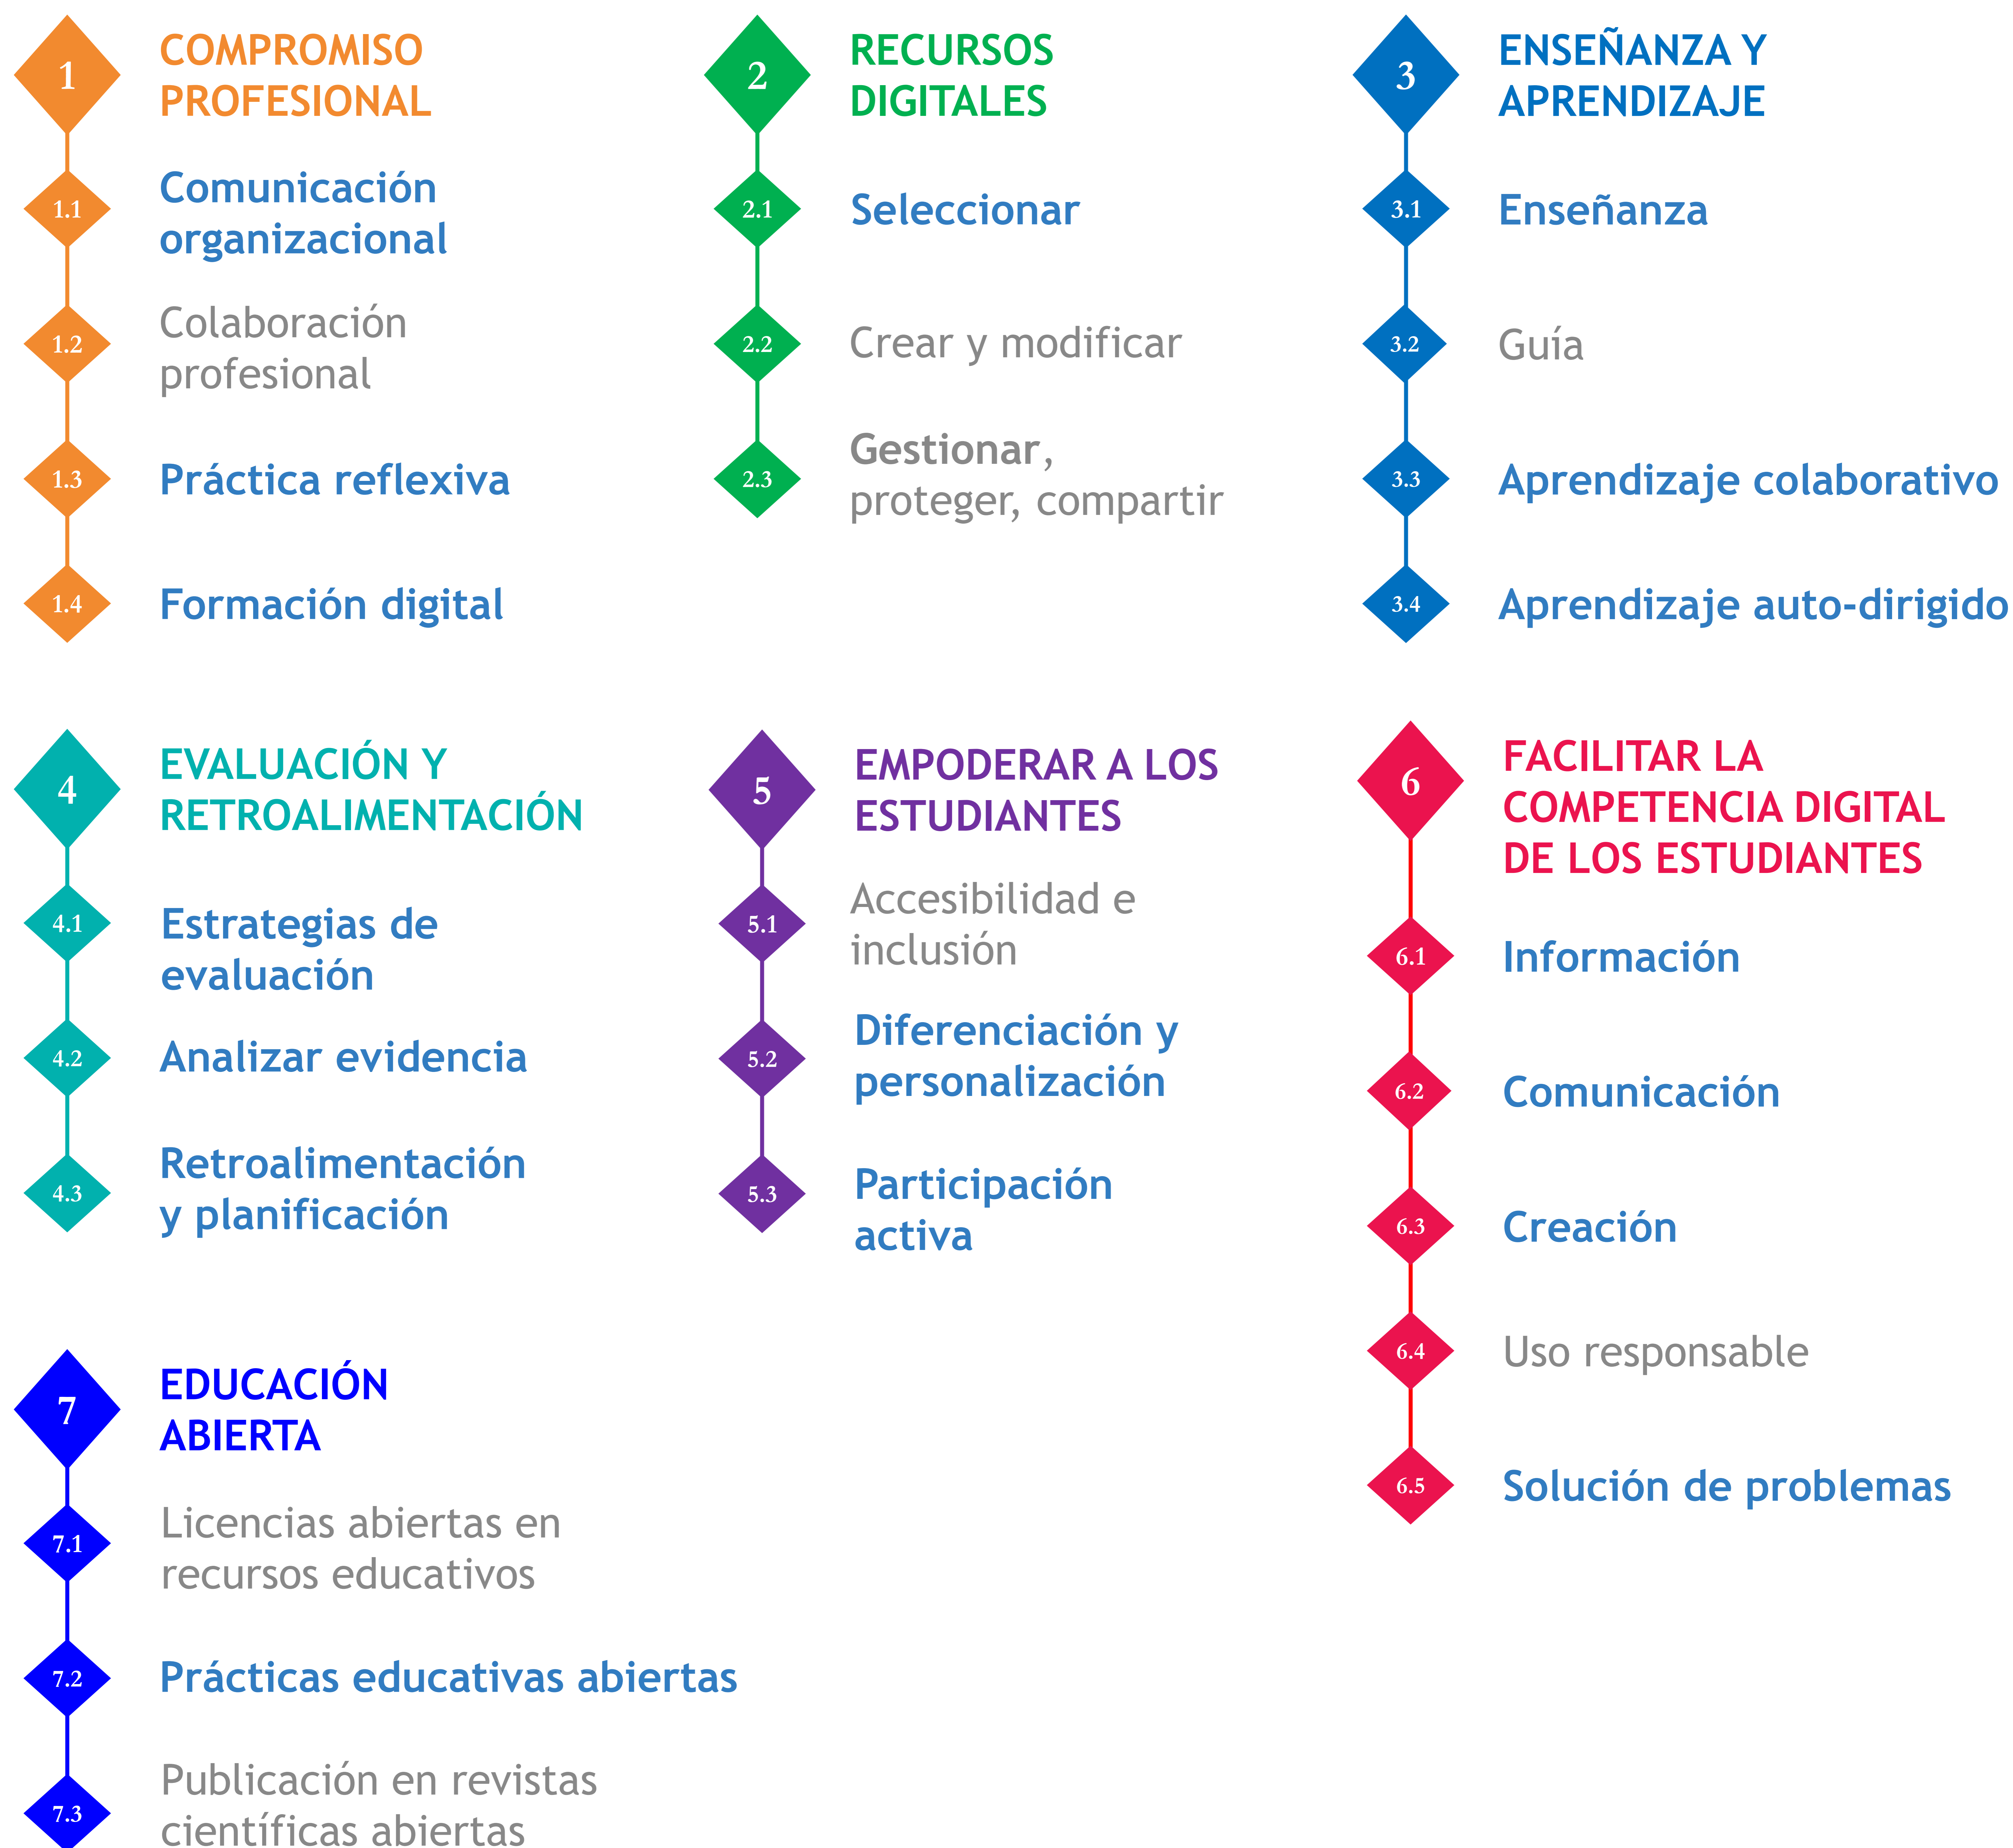 1
COMPROMISO
PROFESIONAL
1.1
Comunicación
organizacional
1.2
Colaboración
profesional
1.3
Práctica reflexiva
1.4
Formación digital
2
RECURSOS
DIGITALES
2.1
Seleccionar
2.2
Crear y modificar
2.3
Gestionar,
proteger, compartir
3
ENSEÑANZA Y
APRENDIZAJE
3.1
Enseñanza
3.2
Guía
3.3
Aprendizaje colaborativo
3.4
Aprendizaje auto-dirigido
4
EVALUACIÓN Y
RETROALIMENTACIÓN
4.1
Estrategias de
evaluación
4.2
Analizar evidencia
4.3
Retroalimentación
y planificación
5
EMPODERAR A LOS
ESTUDIANTES
5.1
Accesibilidad e
inclusión
5.2
Diferenciación y
personalización
5.3
Participación
activa
6
FACILITAR LA
COMPETENCIA DIGITAL
DE LOS ESTUDIANTES
6.1
Información
6.2
Comunicación
6.3
Creación
6.4
Uso responsable
6.5
Solución de problemas
7
EDUCACIÓN
ABIERTA
7.1
Licencias abiertas en
recursos educativos
7.2
Prácticas educativas abiertas
7.3
Publicación en revistas
científicas abiertas